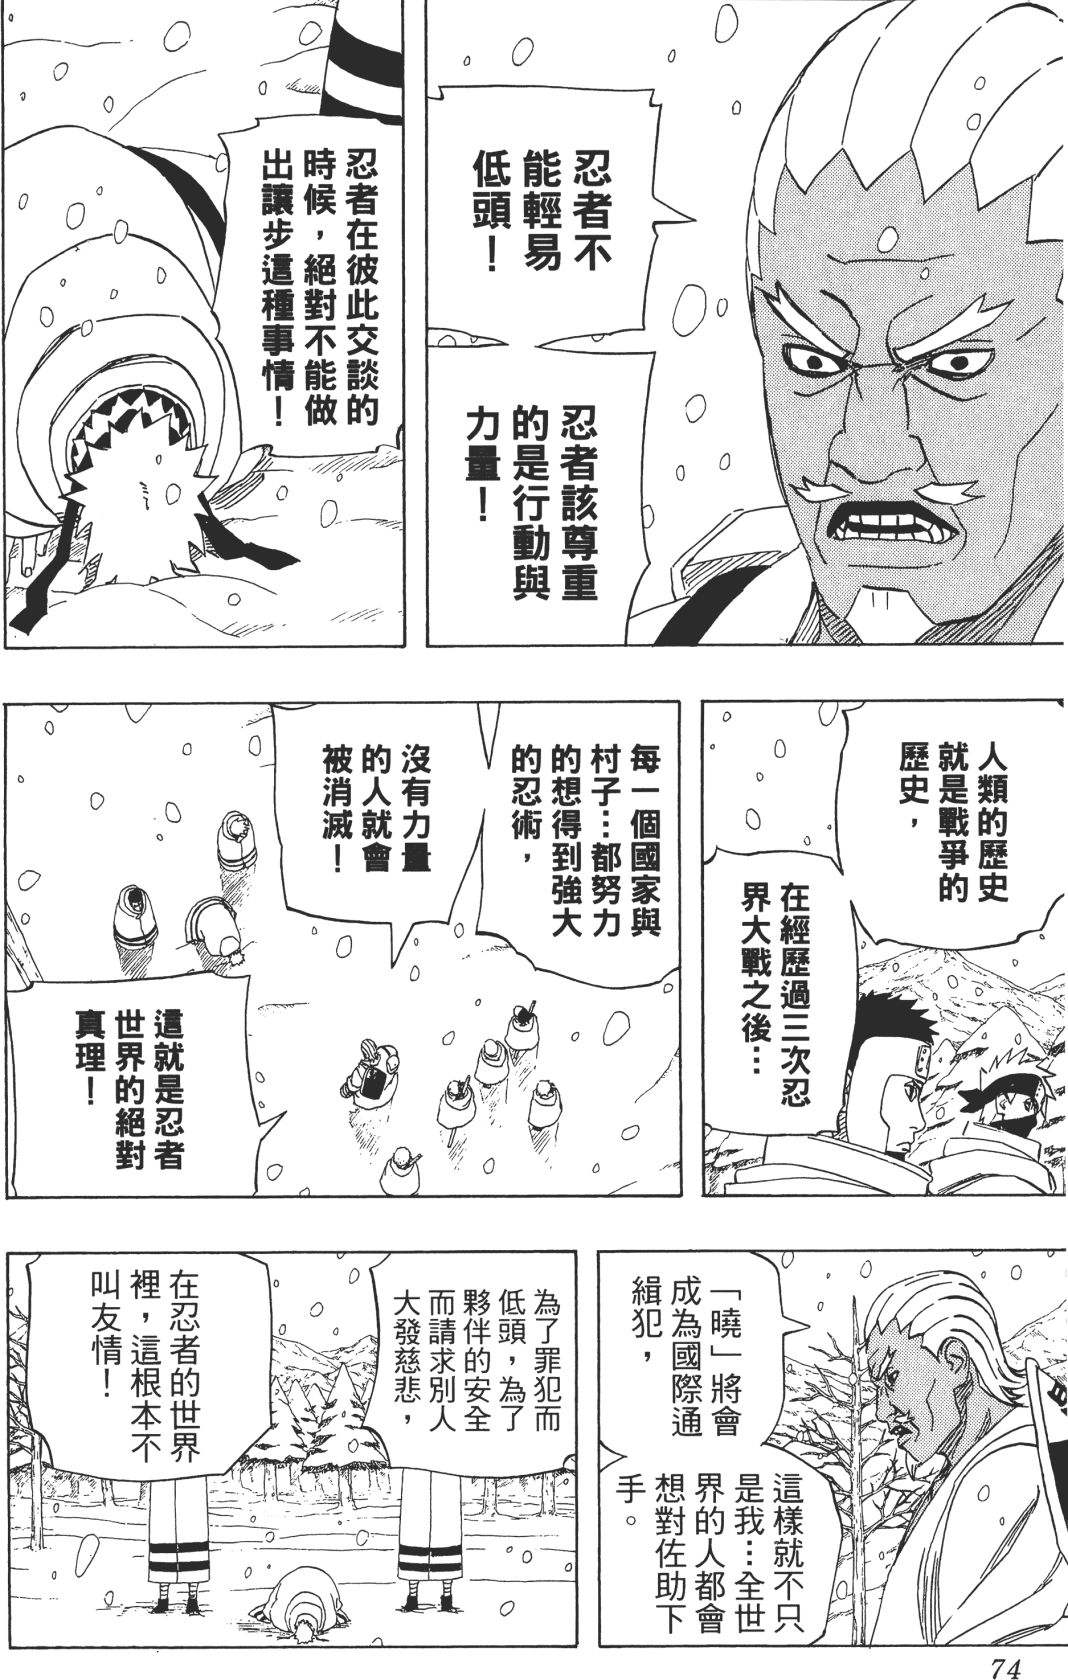 忍者不
能輕易
低頭！
忍者該尊重
的是行動與
力量！
忍者在彼此交談的
時候，絕對不能做
出讓步這種事情！
人類的歷史
就是戰爭的
歷史，
在經歷過三次忍
界大戰之後…
每一個國家與
村子…都努力
的想得到強大
的忍術，
沒有力量
的人就會
被消滅！
這就是忍者
世界的絕對
真理！
「曉」將會
成為國際通
緝犯，
這樣就不只
是我…全世
界的人都會
想對佐助下
手。
為了罪犯而
低頭，為了
夥伴的安全
而請求別人
大發慈悲，
在忍者的世界
裡，這根本不
叫友情！
74